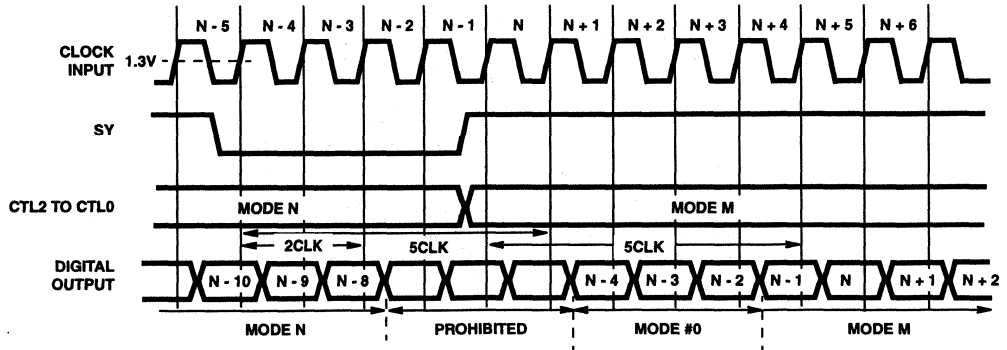 N - 5 N - 4 N - 3 N - 2 N - 1 N N + 1 N + 2 N + 3 N + 4 N + 5 N + 6
CLOCK
INPUT
1.3V
SY
CTL2 TO CTL0
MODE N MODE M
2CLK 5CLK 5CLK
DIGITAL
OUTPUT
N - 10 N - 9 N - 8 N - 4 N - 3 N - 2 N - 1 N N + 1 N + 2
MODE N PROHIBITED MODE #0 MODE M